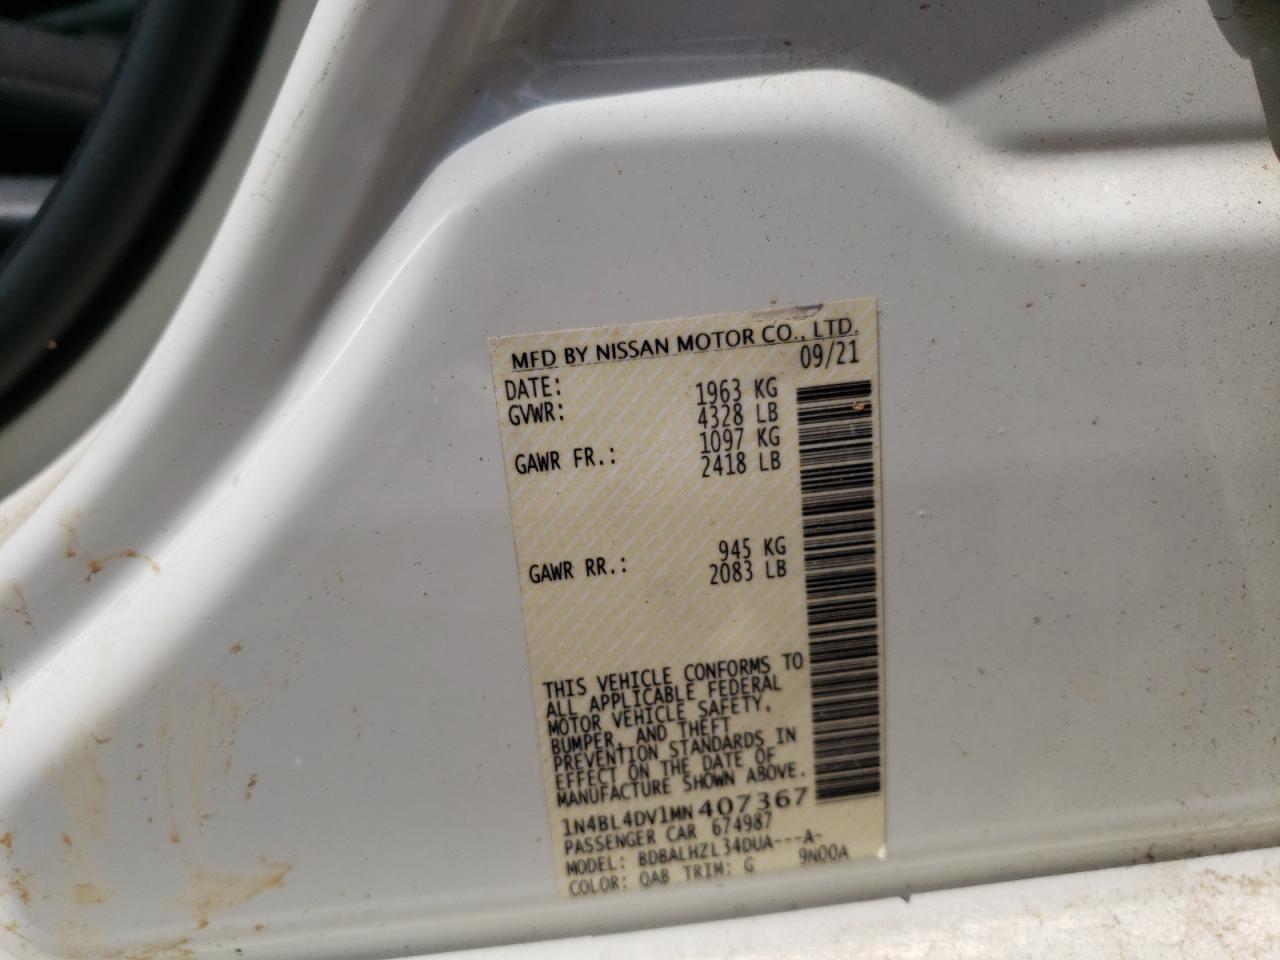 MFD BY NISSAN MOTOR CO., LTD.
DATE: 09/21
GVWR: 1963 KG
4328 LB
GAWR FR.: 1097 KG
2418 LB
GAWR RR.: 945 KG
2083 LB
THIS VEHICLE CONFORMS TO
ALL APPLICABLE FEDERAL
MOTOR VEHICLE SAFETY,
BUMPER, AND THEFT
PREVENTION STANDARDS IN
EFFECT ON THE DATE OF
MANUFACTURE SHOWN ABOVE.
1N4BL4DV1MN407367
PASSENGER CAR 674987
MODEL: BDBALHZL34DUA---A-
COLOR: QAB TRIM: G 9N00A